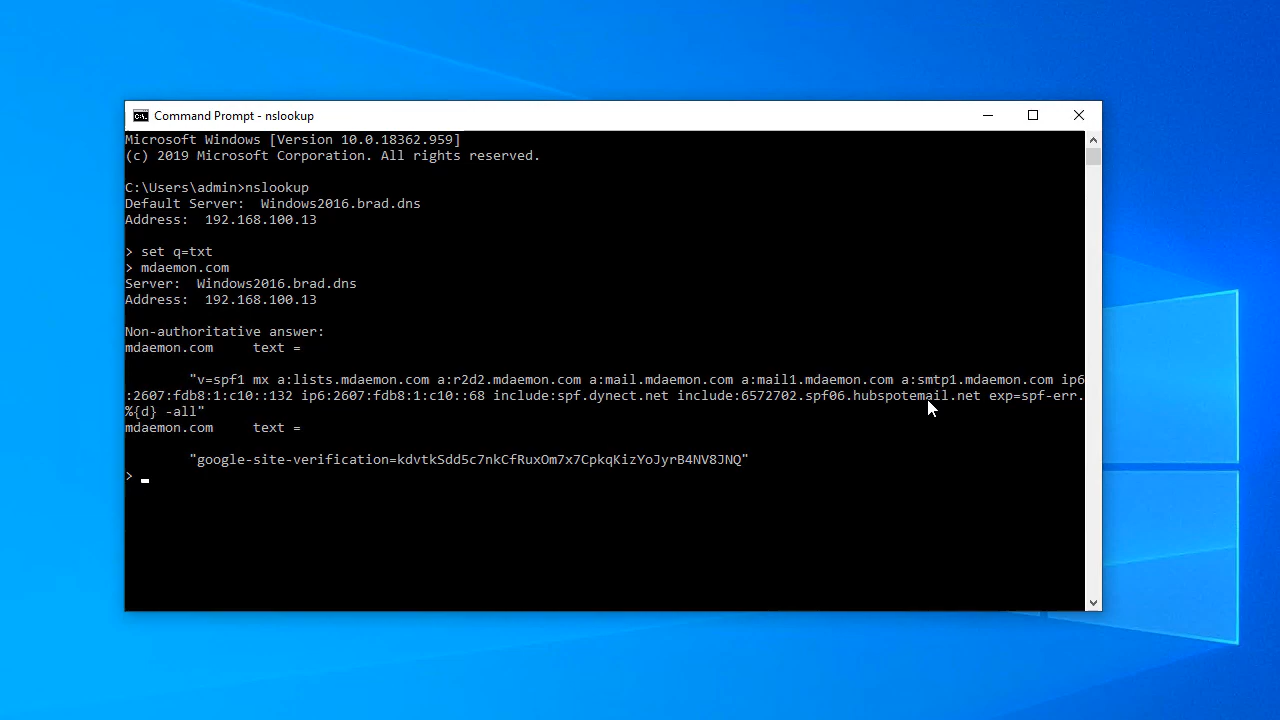 Command Prompt - nslookup
Microsoft Windows [Version 10.0.18362.959]
(c) 2019 Microsoft Corporation. All rights reserved.
C:\Users\admin>nslookup
Default Server:  Windows2016.brad.dns
Address:  192.168.100.13
> set q=txt
> mdaemon.com
Server:  Windows2016.brad.dns
Address:  192.168.100.13
Non-authoritative answer:
mdaemon.com     text =
"v=spf1 mx a:lists.mdaemon.com a:r2d2.mdaemon.com a:mail.mdaemon.com a:mail1.mdaemon.com a:smtp1.mdaemon.com ip6
:2607:fdb8:1:c10::132 ip6:2607:fdb8:1:c10::68 include:spf.dynect.net include:6572702.spf06.hubspotemail.net exp=spf-err.
%{d} -all"
mdaemon.com     text =
"google-site-verification=kdvtkSdd5c7nkCfRuxOm7x7CpkqKizYoJyrB4NV8JNQ"
>